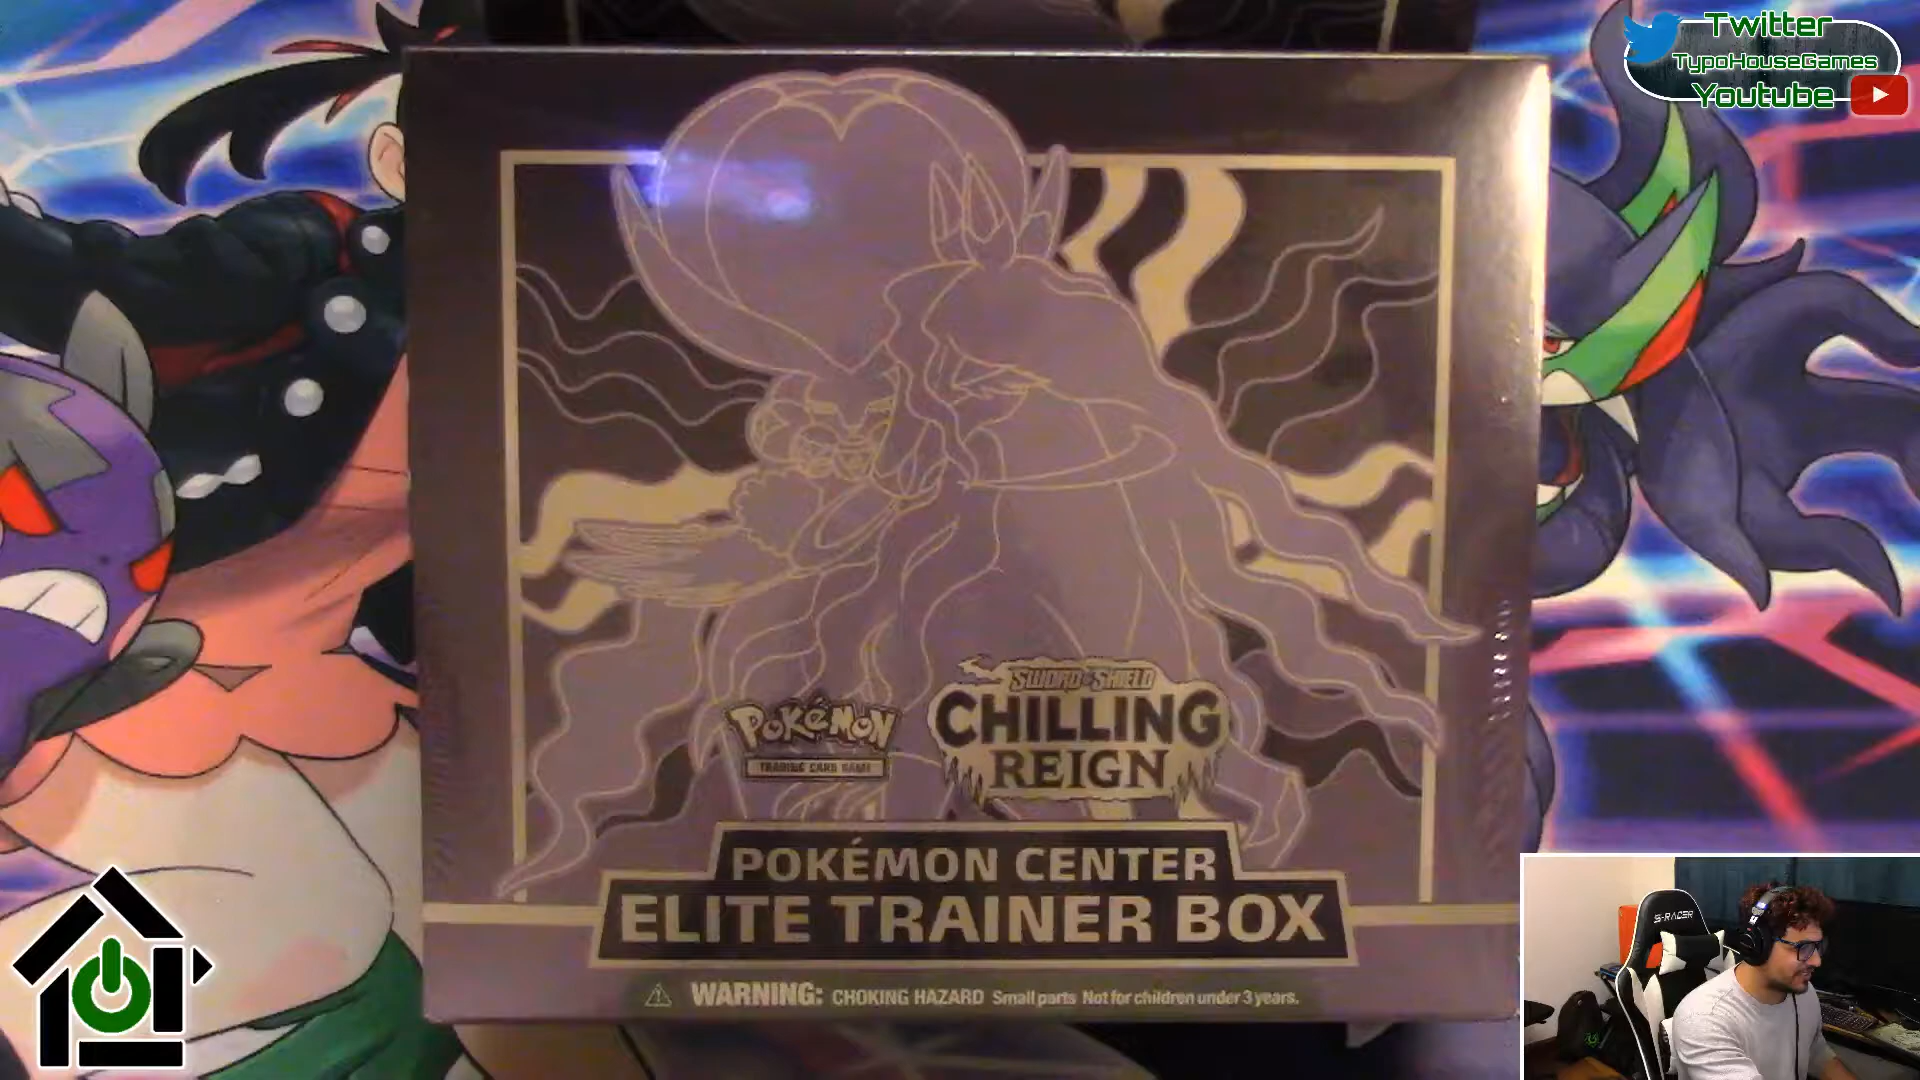 Twitter
TypoHouseGames
Youtube
SWORD & SHIELD
CHILLING
REIGN
POKÉMON
TRADING CARD GAME
POKÉMON CENTER
ELITE TRAINER BOX
WARNING: CHOKING HAZARD Small parts Not for children under 3 years.
S-RACER